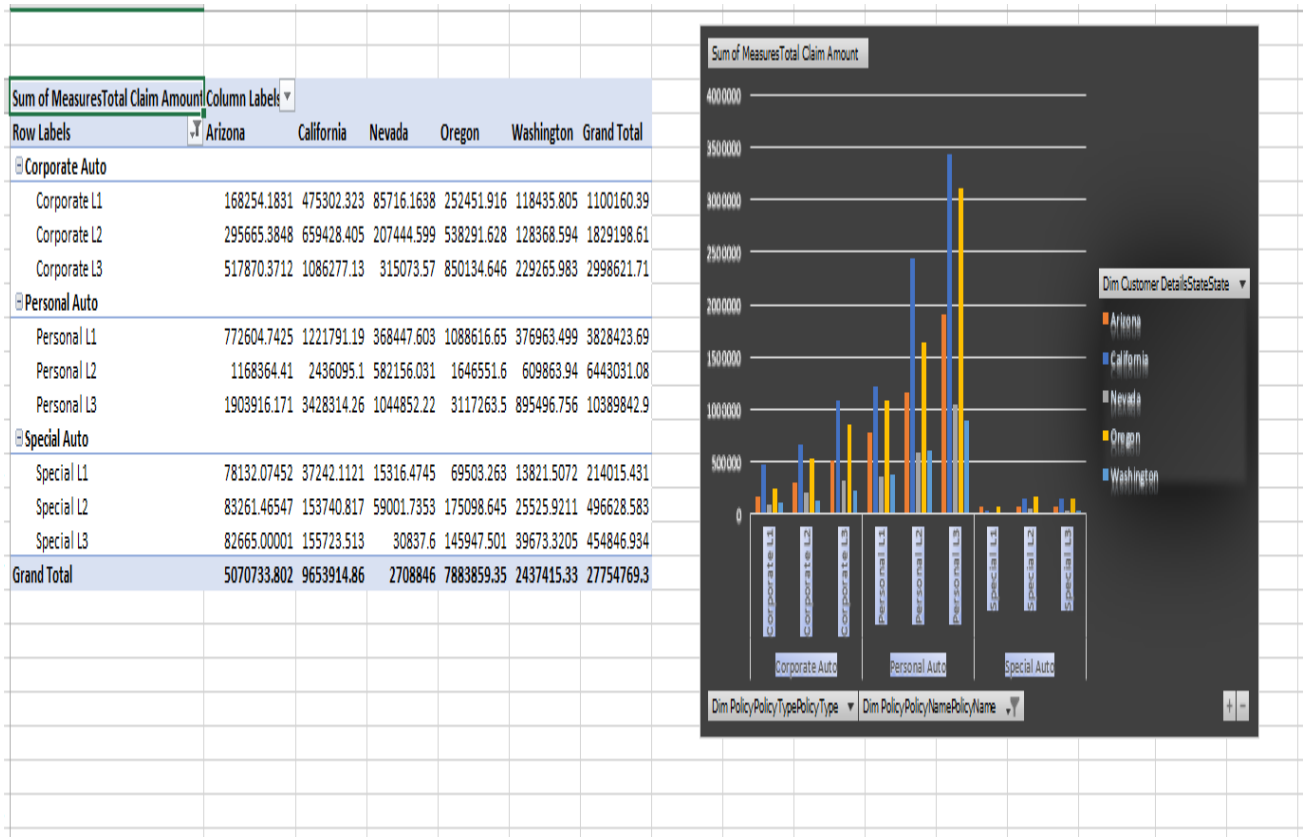 Sum of MeasuresTotal Claim Amount Column Labels
Row Labels Arizona California Nevada Oregon Washington Grand Total
Corporate Auto
Corporate L1 168254.1831 475302.323 85716.1638 252451.916 118435.805 1100160.39
Corporate L2 295665.3848 659428.405 207444.599 538291.628 128368.594 1829198.61
Corporate L3 517870.3712 1086277.13 315073.57 850134.646 229265.983 2998621.71
Personal Auto
Personal L1 772604.7425 1221791.19 368447.603 1088616.65 376963.499 3828423.69
Personal L2 1168364.41 2436095.1 582156.031 1646551.6 609863.94 6443031.08
Personal L3 1903916.171 3428314.26 1044852.22 3117263.5 895496.756 10389842.9
Special Auto
Special L1 78132.07452 37242.1121 15316.4745 69503.263 13821.5072 214015.431
Special L2 83261.46547 153740.817 59001.7353 175098.645 25525.9211 496628.583
Special L3 82665.00001 155723.513 30837.6 145947.501 39673.3205 454846.934
Grand Total 5070733.802 9653914.86 2708846 7883859.35 2437415.33 27754769.3
Sum of MeasuresTotal Claim Amount
4000000
3500000
3000000
2500000
2000000
1500000
1000000
500000
0
Corporate L1
Corporate L2
Corporate L3
Personal L1
Personal L2
Personal L3
Special L1
Special L2
Special L3
Corporate Auto Personal Auto Special Auto
Dim Customer DetailsStateState
Arizona
California
Nevada
Oregon
Washington
Dim PolicyPolicyTypePolicyType Dim PolicyPolicyNamePolicyName
+ -